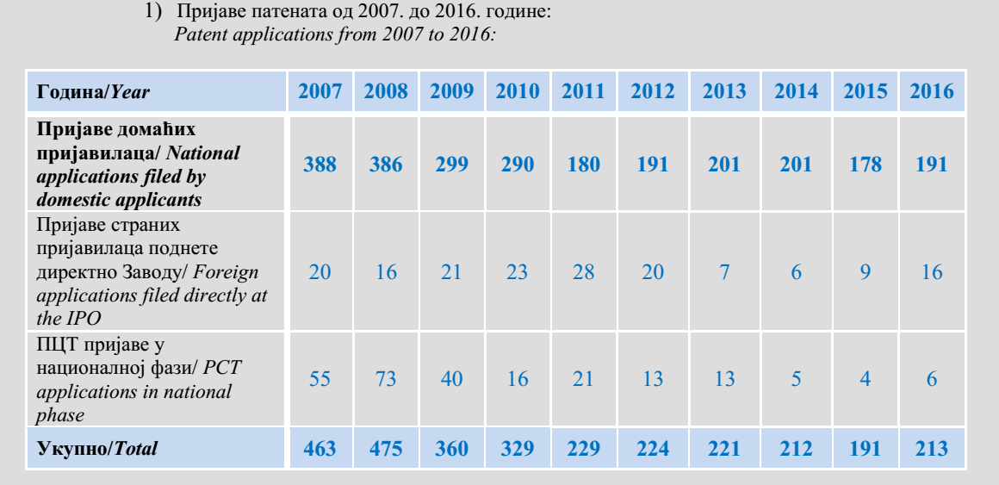 1) Пријаве патената од 2007. до 2016. године:
Patent applications from 2007 to 2016:
Година/Year 2007 2008 2009 2010 2011 2012 2013 2014 2015 2016
Пријаве домаћих
пријавилаца/ National
applications filed by
domestic applicants
388 386 299 290 180 191 201 201 178 191
Пријаве страних
пријавилаца поднете
директно Заводу/ Foreign
applications filed directly at
the IPO
20 16 21 23 28 20 7 6 9 16
ПЦТ пријаве у
националној фази/ PCT
applications in national
phase
55 73 40 16 21 13 13 5 4 6
Укупно/Total 463 475 360 329 229 224 221 212 191 213